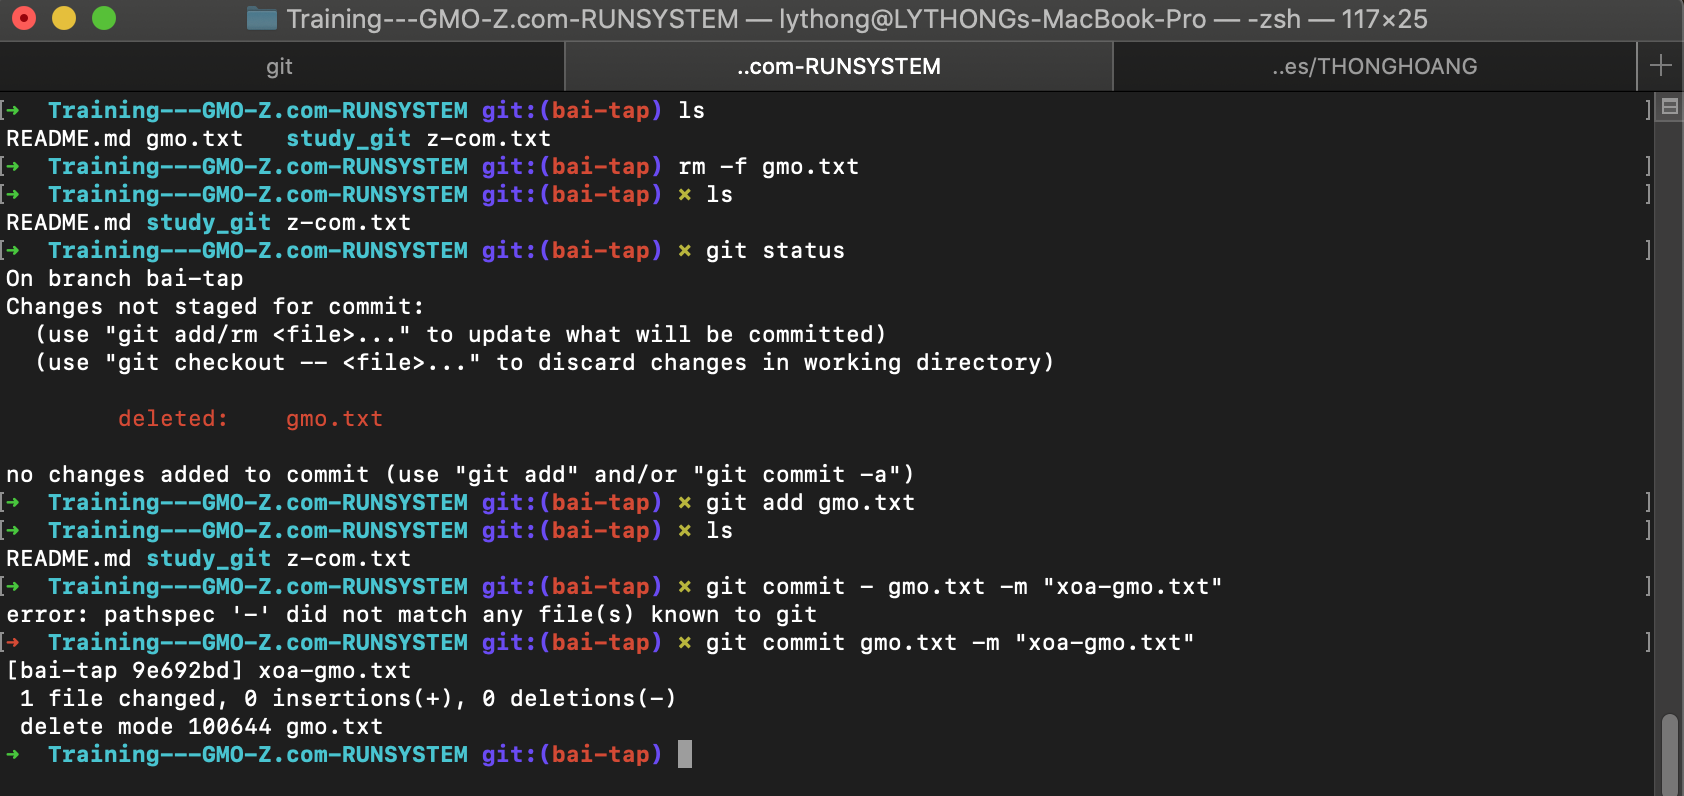 Training---GMO-Z.com-RUNSYSTEM — lythong@LYTHONGs-MacBook-Pro — -zsh — 117×25
git ..com-RUNSYSTEM ..es/THONGHOANG +
[➜  Training---GMO-Z.com-RUNSYSTEM git:(bai-tap) ls ]
README.md gmo.txt   study_git z-com.txt
[➜  Training---GMO-Z.com-RUNSYSTEM git:(bai-tap) rm -f gmo.txt ]
[➜  Training---GMO-Z.com-RUNSYSTEM git:(bai-tap) ✗ ls ]
README.md study_git z-com.txt
[➜  Training---GMO-Z.com-RUNSYSTEM git:(bai-tap) ✗ git status ]
On branch bai-tap
Changes not staged for commit:
  (use "git add/rm <file>..." to update what will be committed)
  (use "git checkout -- <file>..." to discard changes in working directory)
        deleted:    gmo.txt
no changes added to commit (use "git add" and/or "git commit -a")
[➜  Training---GMO-Z.com-RUNSYSTEM git:(bai-tap) ✗ git add gmo.txt ]
[➜  Training---GMO-Z.com-RUNSYSTEM git:(bai-tap) ✗ ls ]
README.md study_git z-com.txt
[➜  Training---GMO-Z.com-RUNSYSTEM git:(bai-tap) ✗ git commit - gmo.txt -m "xoa-gmo.txt" ]
error: pathspec '-' did not match any file(s) known to git
[➜  Training---GMO-Z.com-RUNSYSTEM git:(bai-tap) ✗ git commit gmo.txt -m "xoa-gmo.txt" ]
[bai-tap 9e692bd] xoa-gmo.txt
 1 file changed, 0 insertions(+), 0 deletions(-)
 delete mode 100644 gmo.txt
➜  Training---GMO-Z.com-RUNSYSTEM git:(bai-tap)